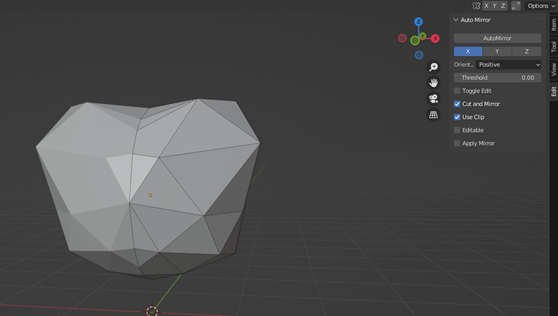 X Y Z Options
Z
Y
X
Auto Mirror
AutoMirror
X Y Z
Orient... Positive
Threshold 0.00
Toggle Edit
Cut and Mirror
Use Clip
Editable
Apply Mirror
Item
Tool
View
Edit